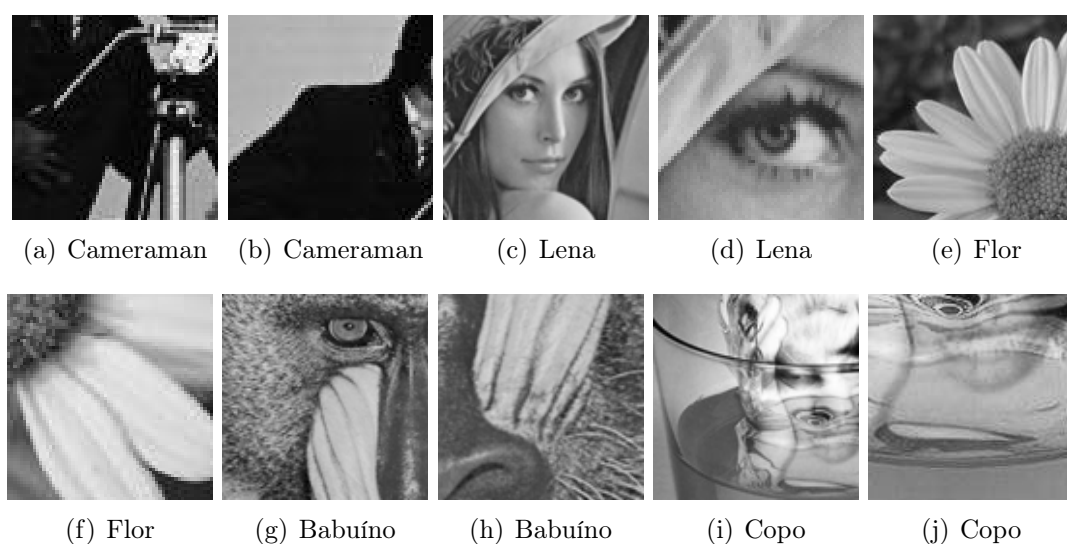 (a) Cameraman (b) Cameraman (c) Lena (d) Lena (e) Flor
(f) Flor (g) Babuíno (h) Babuíno (i) Copo (j) Copo